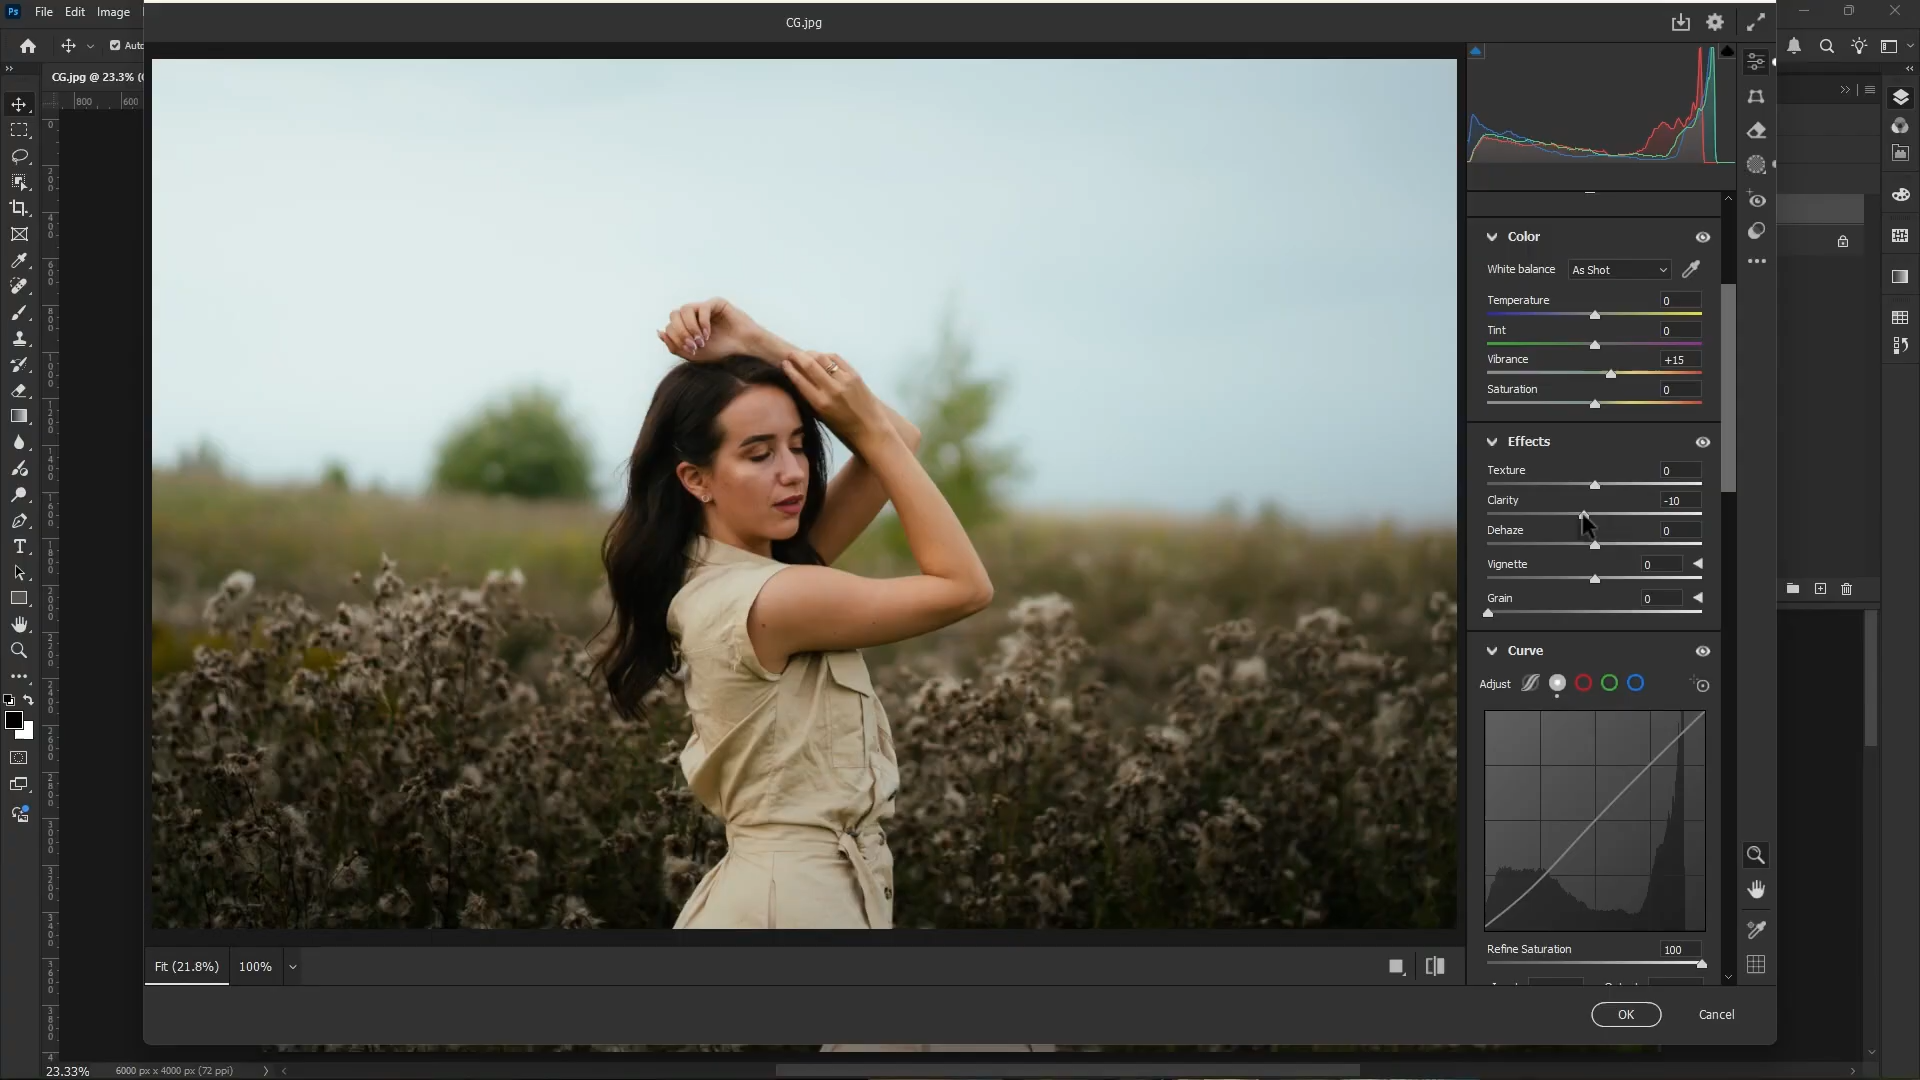 Ps File Edit Image
CG.jpg
Auto
CG.jpg @ 23.3% (
800 600
Color
White balance As Shot
Temperature 0
Tint 0
Vibrance +15
Saturation 0
Effects
Texture 0
Clarity -10
Dehaze 0
Vignette 0
Grain 0
Curve
Adjust
Refine Saturation 100
Fit (21.8%) 100%
OK Cancel
23.33% 6000 px x 4000 px (72 ppi)